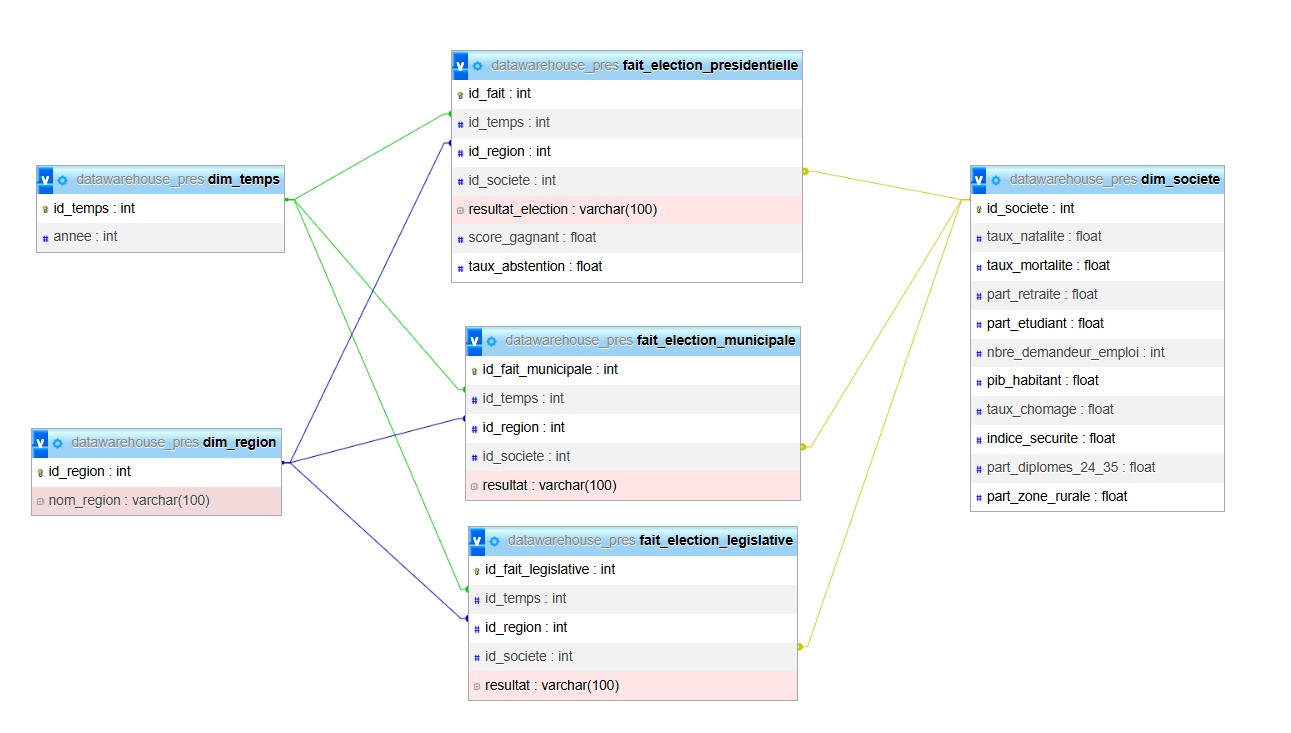 v datawarehouse_pres fait_election_presidentielle
id_fait : int
# id_temps : int
# id_region : int
# id_societe : int
resultat_election : varchar(100)
# score_gagnant : float
# taux_abstention : float
v datawarehouse_pres dim_temps
id_temps : int
# annee : int
v datawarehouse_pres dim_region
id_region : int
nom_region : varchar(100)
v datawarehouse_pres fait_election_municipale
id_fait_municipale : int
# id_temps : int
# id_region : int
# id_societe : int
resultat : varchar(100)
v datawarehouse_pres fait_election_legislative
id_fait_legislative : int
# id_temps : int
# id_region : int
# id_societe : int
resultat : varchar(100)
v datawarehouse_pres dim_societe
id_societe : int
# taux_natalite : float
# taux_mortalite : float
# part_retraite : float
# part_etudiant : float
# nbre_demandeur_emploi : int
# pib_habitant : float
# taux_chomage : float
# indice_securite : float
# part_diplomes_24_35 : float
# part_zone_rurale : float